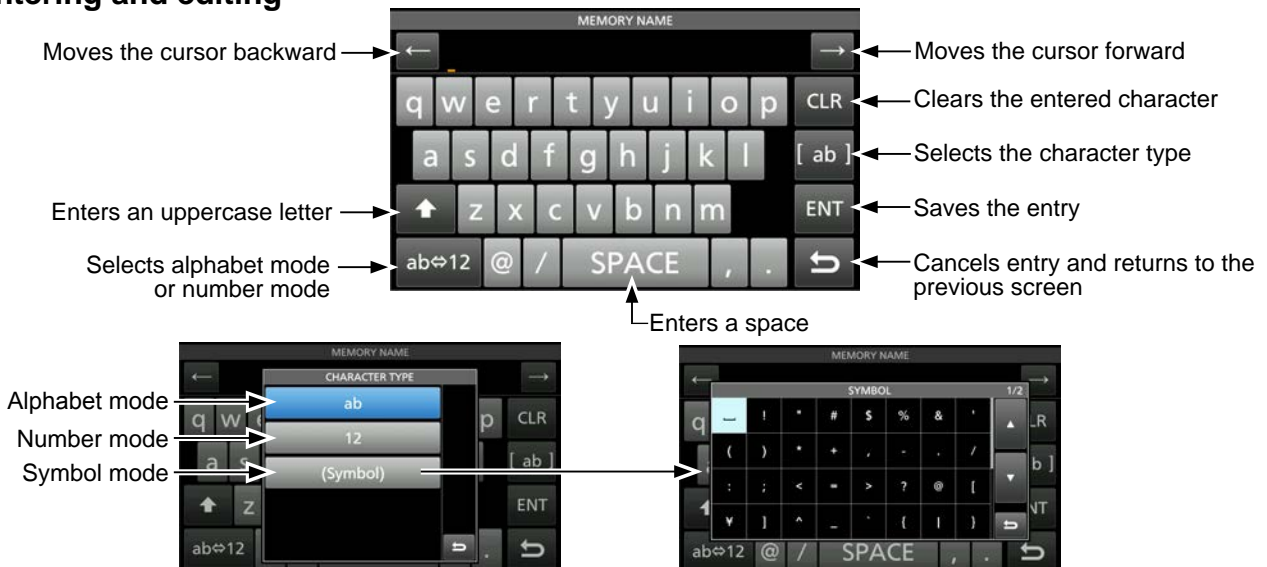 ntering and editing
MEMORY NAME
Moves the cursor backward
←
→
Moves the cursor forward
q w e r t y u i o p
CLR
Clears the entered character
a s d f g h j k l
[ ab ]
Selects the character type
Enters an uppercase letter
z x c v b n m
ENT
Saves the entry
Selects alphabet mode
or number mode
ab⇔12 @ / SPACE , .
Cancels entry and returns to the
previous screen
Enters a space
MEMORY NAME
← →
CHARACTER TYPE
Alphabet mode
ab
q w e p CLR
Number mode
12
a s [ ab ]
Symbol mode
(Symbol)
z ENT
ab⇔12 .
MEMORY NAME
← →
SYMBOL 1/2
q LR
! " # $ % & '
( ) * + , - . /
b ]
: ; < = > ? @ [
NT
¥ ] ^ _ ` { | }
ab⇔12 @ / SPACE , .